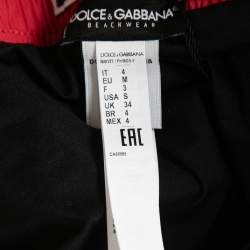 DOLCE & GABBANA
BEACHWEAR
DOLCE & GABBANA
IT 4
EU M
F 3
USA S
UK 34
BR 4
MEX 4
EAC